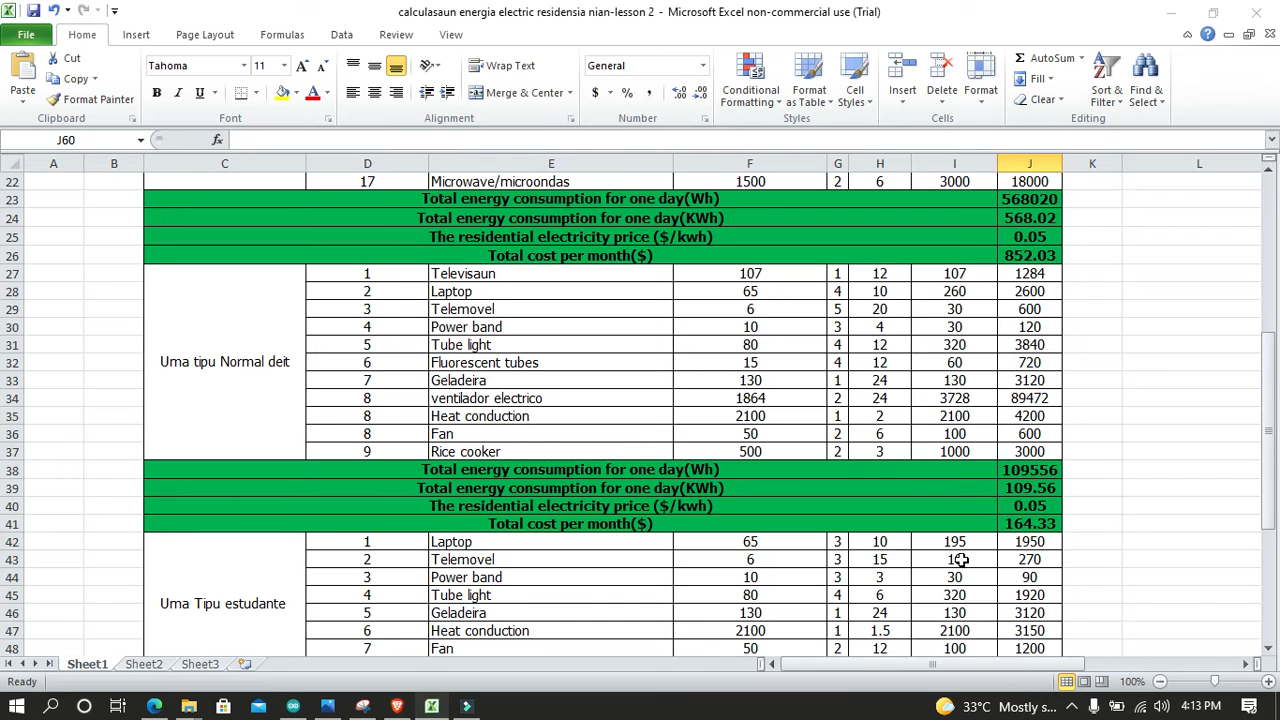 calculasaun energia electric residensia nian-lesson 2 - Microsoft Excel non-commercial use (Trial)
File Home Insert Page Layout Formulas Data Review View
Cut
Copy
Format Painter
Paste
Clipboard
Tahoma 11
B I U
Font
Wrap Text
Merge & Center
Alignment
General
$ % ,
Number
Conditional Formatting
Format as Table
Cell Styles
Styles
Insert Delete Format
Cells
Σ AutoSum
Fill
Clear
Sort & Filter
Find & Select
Editing
J60 fx
A B C D E F G H I J K L
22 17 Microwave/microondas 1500 2 6 3000 18000
23 Total energy consumption for one day(Wh) 568020
24 Total energy consumption for one day(KWh) 568.02
25 The residential electricity price ($/kwh) 0.05
26 Total cost per month($) 852.03
27 1 Televisaun 107 1 12 107 1284
28 2 Laptop 65 4 10 260 2600
29 3 Telemovel 6 5 20 30 600
30 4 Power band 10 3 4 30 120
31 5 Tube light 80 4 12 320 3840
32 Uma tipu Normal deit 6 Fluorescent tubes 15 4 12 60 720
33 7 Geladeira 130 1 24 130 3120
34 8 ventilador electrico 1864 2 24 3728 89472
35 8 Heat conduction 2100 1 2 2100 4200
36 8 Fan 50 2 6 100 600
37 9 Rice cooker 500 2 3 1000 3000
38 Total energy consumption for one day(Wh) 109556
39 Total energy consumption for one day(KWh) 109.56
40 The residential electricity price ($/kwh) 0.05
41 Total cost per month($) 164.33
42 1 Laptop 65 3 10 195 1950
43 2 Telemovel 6 3 15 270
44 3 Power band 10 3 3 30 90
45 Uma Tipu estudante 4 Tube light 80 4 6 320 1920
46 5 Geladeira 130 1 24 130 3120
47 6 Heat conduction 2100 1 1.5 2100 3150
48 7 Fan 50 2 12 100 1200
Sheet1 Sheet2 Sheet3
Ready 100%
33°C Mostly s... 4:13 PM